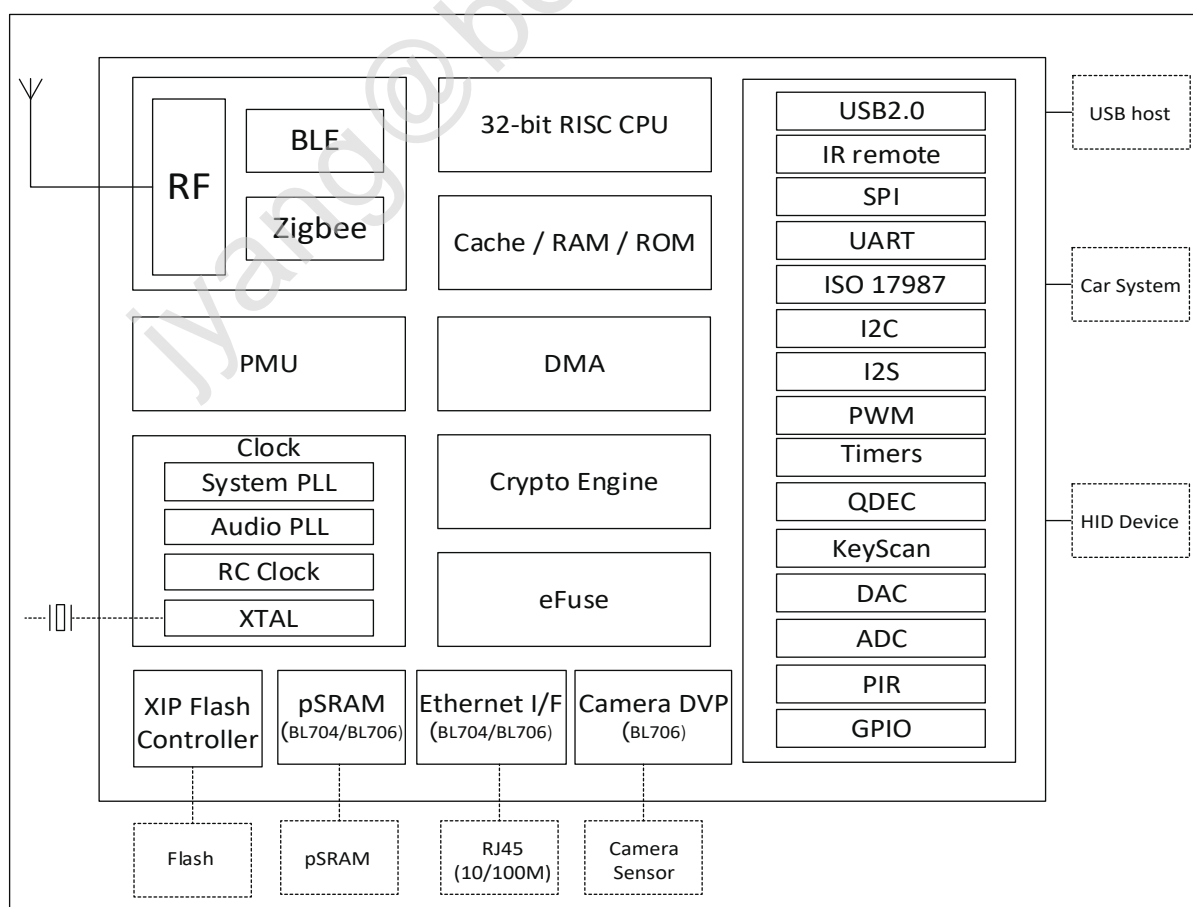 RF
BLE
Zigbee
32-bit RISC CPU
Cache / RAM / ROM
PMU
DMA
Clock
System PLL
Audio PLL
RC Clock
XTAL
Crypto Engine
eFuse
XIP Flash
Controller
pSRAM
(BL704/BL706)
Ethernet I/F
(BL704/BL706)
Camera DVP
(BL706)
USB2.0
IR remote
SPI
UART
ISO 17987
I2C
I2S
PWM
Timers
QDEC
KeyScan
DAC
ADC
PIR
GPIO
USB host
Car System
HID Device
Flash
pSRAM
RJ45
(10/100M)
Camera
Sensor